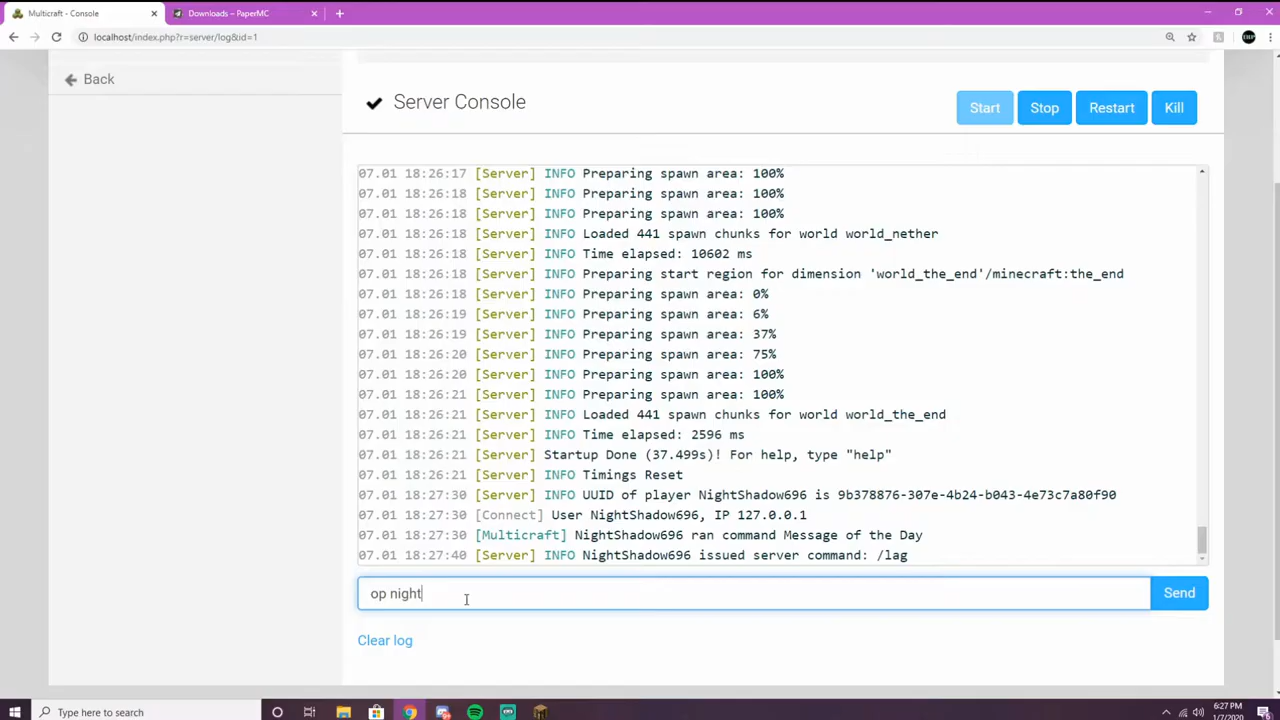 Multicraft - Console
Downloads – PaperMC
localhost/index.php?r=server/log&id=1
Back
Server Console
Start Stop Restart Kill
07.01 18:26:17 [Server] INFO Preparing spawn area: 100%
07.01 18:26:18 [Server] INFO Preparing spawn area: 100%
07.01 18:26:18 [Server] INFO Preparing spawn area: 100%
07.01 18:26:18 [Server] INFO Loaded 441 spawn chunks for world world_nether
07.01 18:26:18 [Server] INFO Time elapsed: 10602 ms
07.01 18:26:18 [Server] INFO Preparing start region for dimension 'world_the_end'/minecraft:the_end
07.01 18:26:18 [Server] INFO Preparing spawn area: 0%
07.01 18:26:19 [Server] INFO Preparing spawn area: 6%
07.01 18:26:19 [Server] INFO Preparing spawn area: 37%
07.01 18:26:20 [Server] INFO Preparing spawn area: 75%
07.01 18:26:20 [Server] INFO Preparing spawn area: 100%
07.01 18:26:21 [Server] INFO Preparing spawn area: 100%
07.01 18:26:21 [Server] INFO Loaded 441 spawn chunks for world world_the_end
07.01 18:26:21 [Server] INFO Time elapsed: 2596 ms
07.01 18:26:21 [Server] Startup Done (37.499s)! For help, type "help"
07.01 18:26:21 [Server] INFO Timings Reset
07.01 18:27:30 [Server] INFO UUID of player NightShadow696 is 9b378876-307e-4b24-b043-4e73c7a80f90
07.01 18:27:30 [Connect] User NightShadow696, IP 127.0.0.1
07.01 18:27:30 [Multicraft] NightShadow696 ran command Message of the Day
07.01 18:27:40 [Server] INFO NightShadow696 issued server command: /lag
op night
Send
Clear log
Type here to search
6:27 PM
1/7/2020